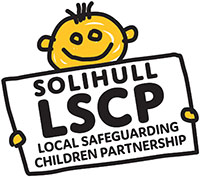 SOLIHULL
LSCP
LOCAL SAFEGUARDING
CHILDREN PARTNERSHIP